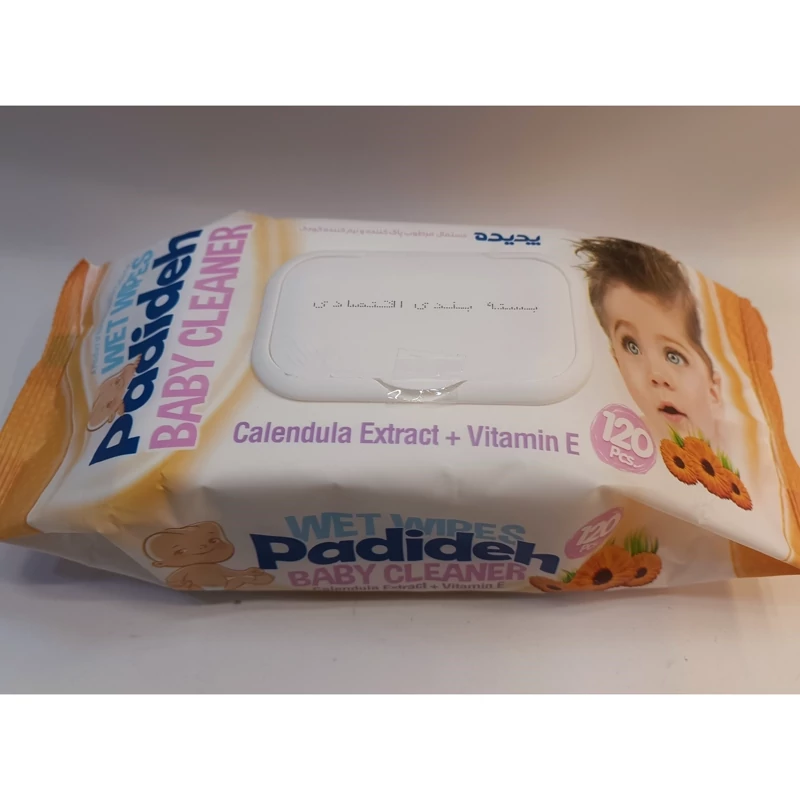 پدیده
بسته بندی اقتصادی
WET WIPES
Padideh
BABY CLEANER
Calendula Extract + Vitamin E
120
PCS
WET WIPES
Padideh
BABY CLEANER
Calendula Extract + Vitamin E
120